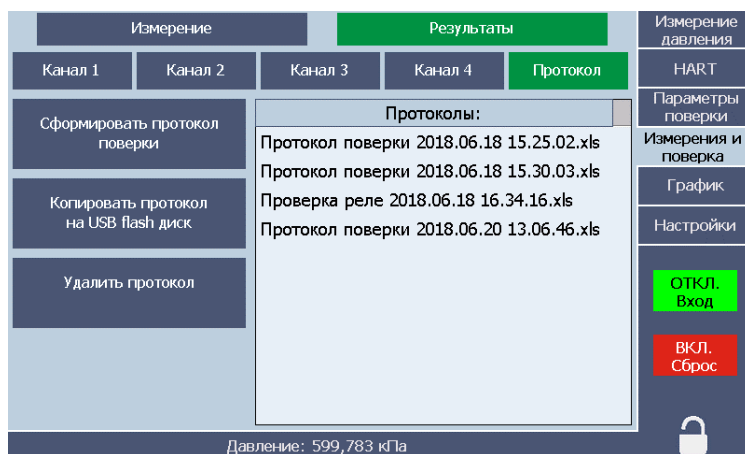 Измерение
Результаты
Канал 1
Канал 2
Канал 3
Канал 4
Протокол
Сформировать протокол
поверки
Копировать протокол
на USB flash диск
Удалить протокол
Протоколы:
Протокол поверки 2018.06.18 15.25.02.xls
Протокол поверки 2018.06.18 15.30.03.xls
Проверка реле 2018.06.18 16.34.16.xls
Протокол поверки 2018.06.20 13.06.46.xls
Измерение
давления
HART
Параметры
поверки
Измерения и
поверка
График
Настройки
ОТКЛ.
Вход
ВКЛ.
Сброс
Давление: 599,783 кПа